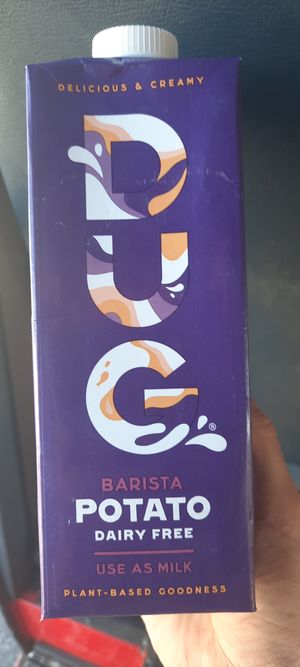 DELICIOUS & CREAMY
DUG®
BARISTA
POTATO
DAIRY FREE
USE AS MILK
PLANT-BASED GOODNESS